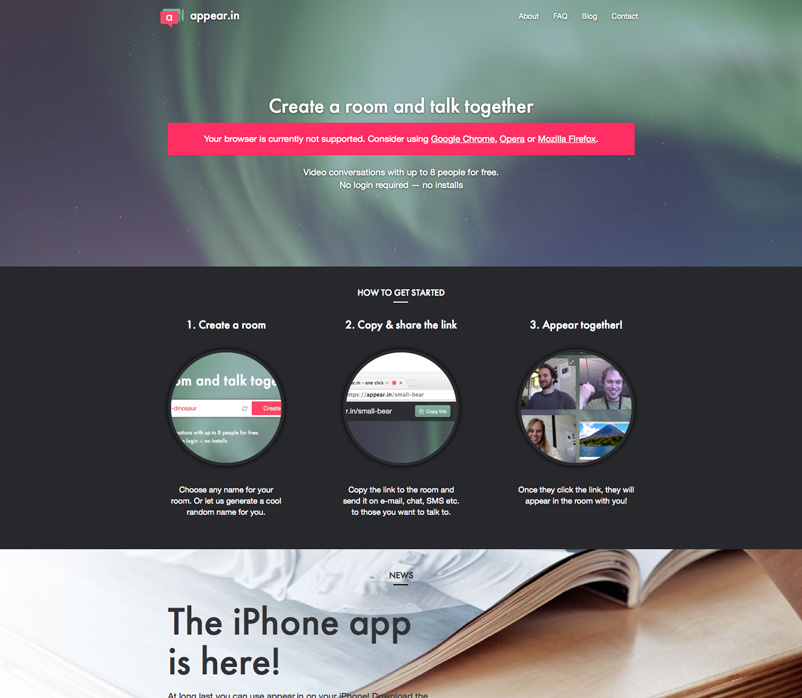 a appear.in
About FAQ Blog Contact
Create a room and talk together
Your browser is currently not supported. Consider using Google Chrome, Opera or Mozilla Firefox.
Video conversations with up to 8 people for free.
No login required — no installs
HOW TO GET STARTED
1. Create a room
om and talk toge
-dinosaur
Create
ations with up to 8 people for free.
login – no installs
Choose any name for your
room. Or let us generate a cool
random name for you.
2. Copy & share the link
.in - one click
https://appear.in/small-bear
r.in/small-bear
Copy link
Copy the link to the room and
send it on e-mail, chat, SMS etc.
to those you want to talk to.
3. Appear together!
Once they click the link, they will
appear in the room with you!
NEWS
The iPhone app
is here!
At long last you can use appear.in on your iPhone! Download the